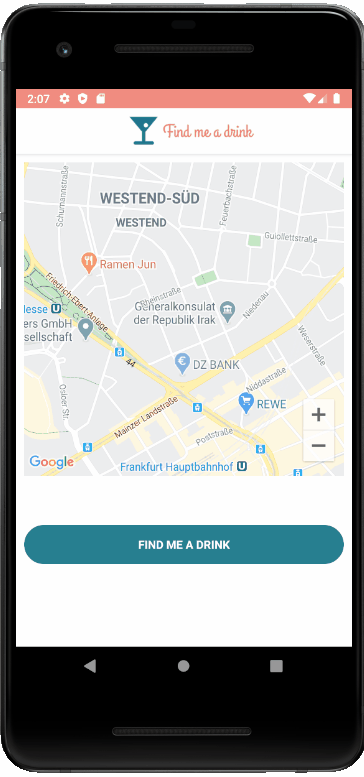 2:07
Find me a drink
WESTEND-SÜD
WESTEND
Schumannstraße
Feuerbachstraße
Guiollettstraße
Ramen Jun
Friedrich-Ebert-Anlage
Rheinstraße
Generalkonsulat
der Republik Irak
Niedenau
Weserstraße
lesse U
ers GmbH
sellschaft
44
DZ BANK
Osloer Str.
Niddastraße
REWE
Mainzer Landstraße
Poststraße
+
−
Google
Frankfurt Hauptbahnhof U
FIND ME A DRINK